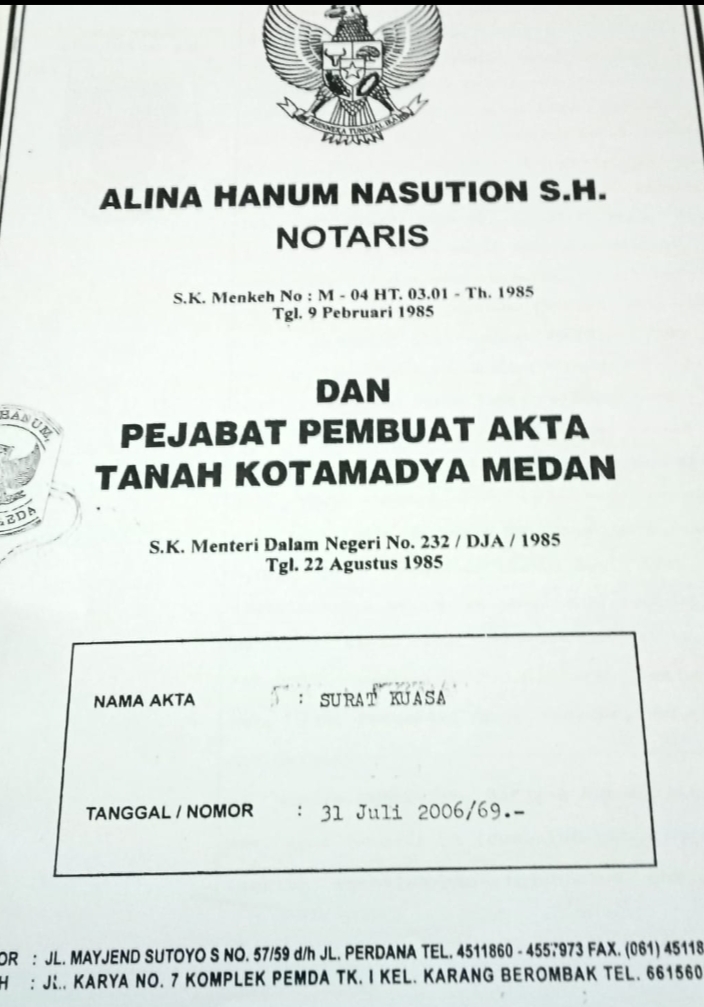 BHINNEKA TUNGGAL IKA
ALINA HANUM NASUTION S.H.
NOTARIS
S.K. Menkeh No : M - 04 HT. 03.01 - Th. 1985
Tgl. 9 Pebruari 1985
DAN
PEJABAT PEMBUAT AKTA
TANAH KOTAMADYA MEDAN
S.K. Menteri Dalam Negeri No. 232 / DJA / 1985
Tgl. 22 Agustus 1985
NAMA AKTA : SURAT KUASA
TANGGAL / NOMOR : 31 Juli 2006/69.-
OR : JL. MAYJEND SUTOYO S NO. 57/59 d/h JL. PERDANA TEL. 4511860 - 4557973 FAX. (061) 45118
H : JL. KARYA NO. 7 KOMPLEK PEMDA TK. I KEL. KARANG BEROMBAK TEL. 661560